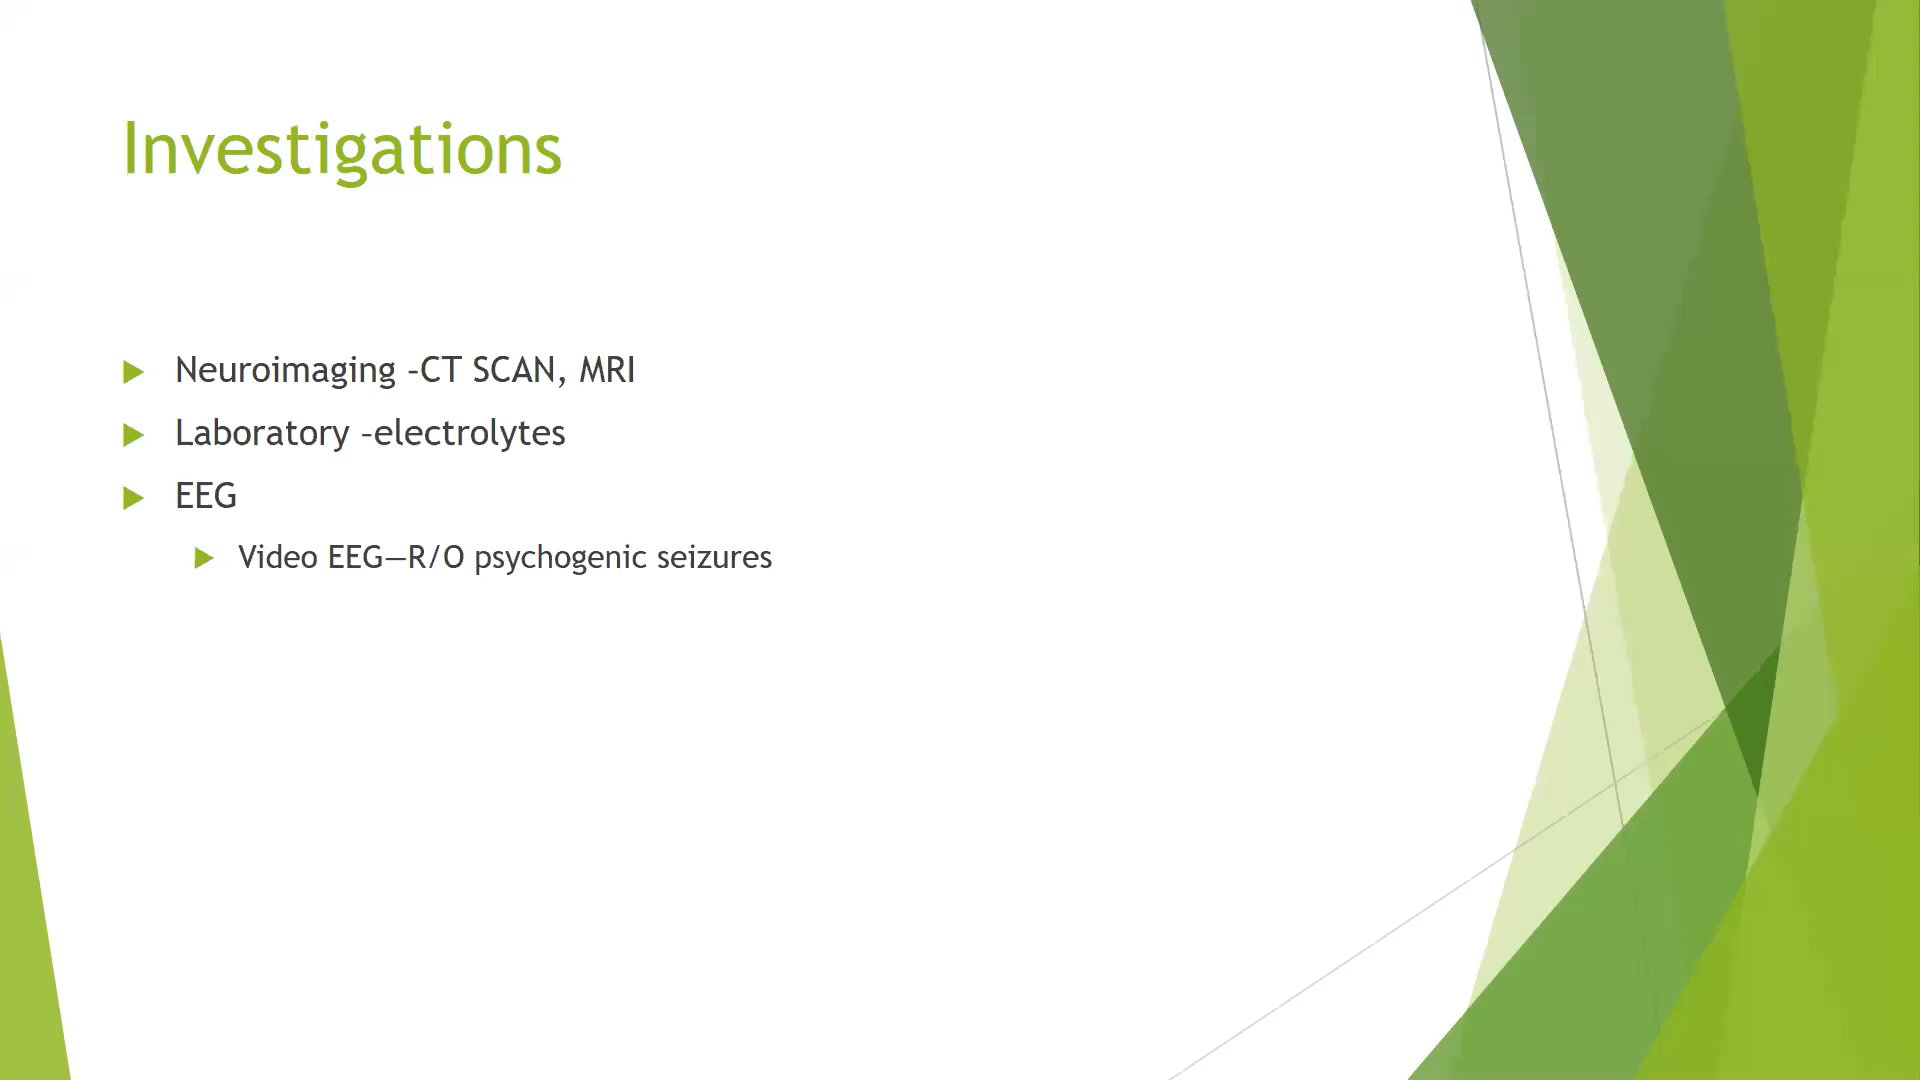 Investigations
Neuroimaging –CT SCAN, MRI
Laboratory –electrolytes
EEG
Video EEG—R/O psychogenic seizures